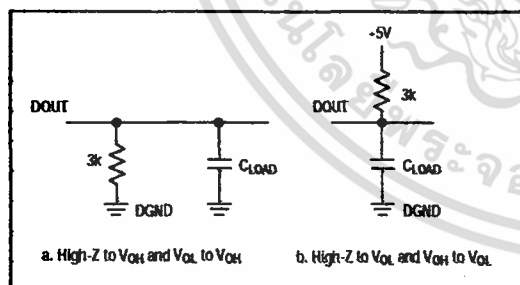 +5V
3k
DOUT
DOUT
3k
CLOAD
CLOAD
DGND
DGND
a. High-Z to VOH and VOL to VOH
b. High-Z to VOL and VOH to VOL